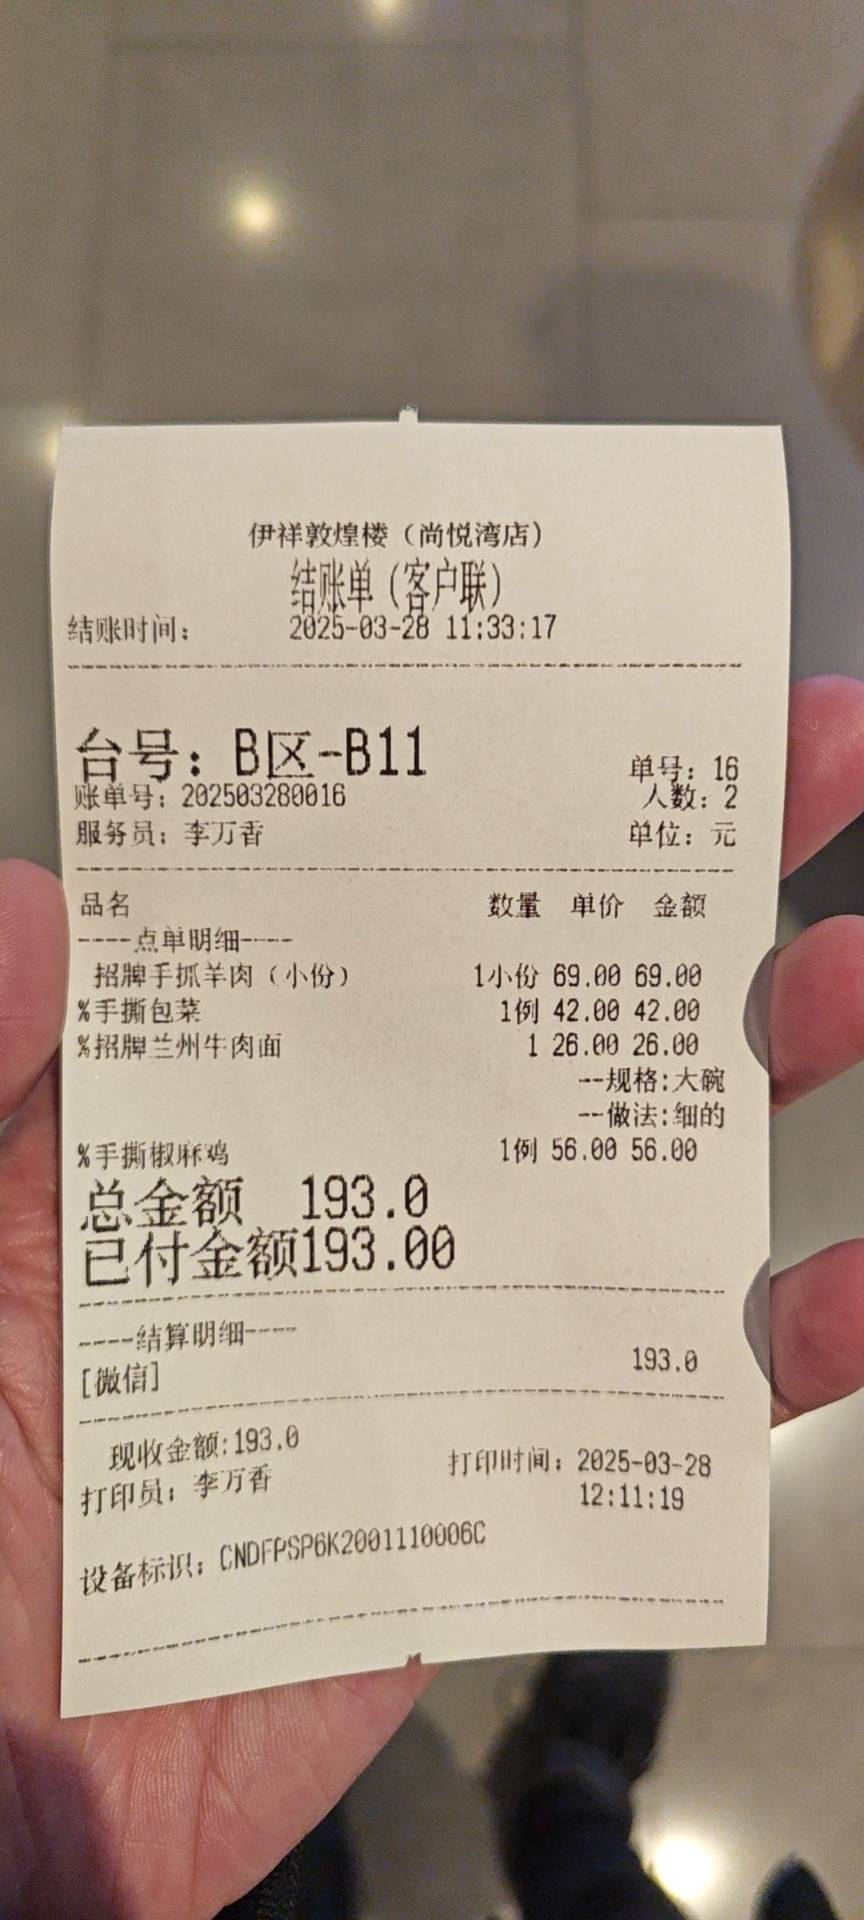 伊祥敦煌楼（尚悦湾店）
结账单（客户联）
结账时间： 2025-03-28 11:33:17
台号：B区-B11
单号：16
账单号：202503280016 人数：2
服务员：李万香 单位：元
品名 数量 单价 金额
----点单明细----
招牌手抓羊肉（小份） 1小份 69.00 69.00
%手撕包菜 1例 42.00 42.00
%招牌兰州牛肉面 1 26.00 26.00
--规格:大碗
--做法:细的
%手撕椒麻鸡 1例 56.00 56.00
总金额 193.0
已付金额193.00
----结算明细----
[微信] 193.0
现收金额:193.0
打印员：李万香 打印时间：2025-03-28
12:11:19
设备标识：CNDFPSP6K2001110006C